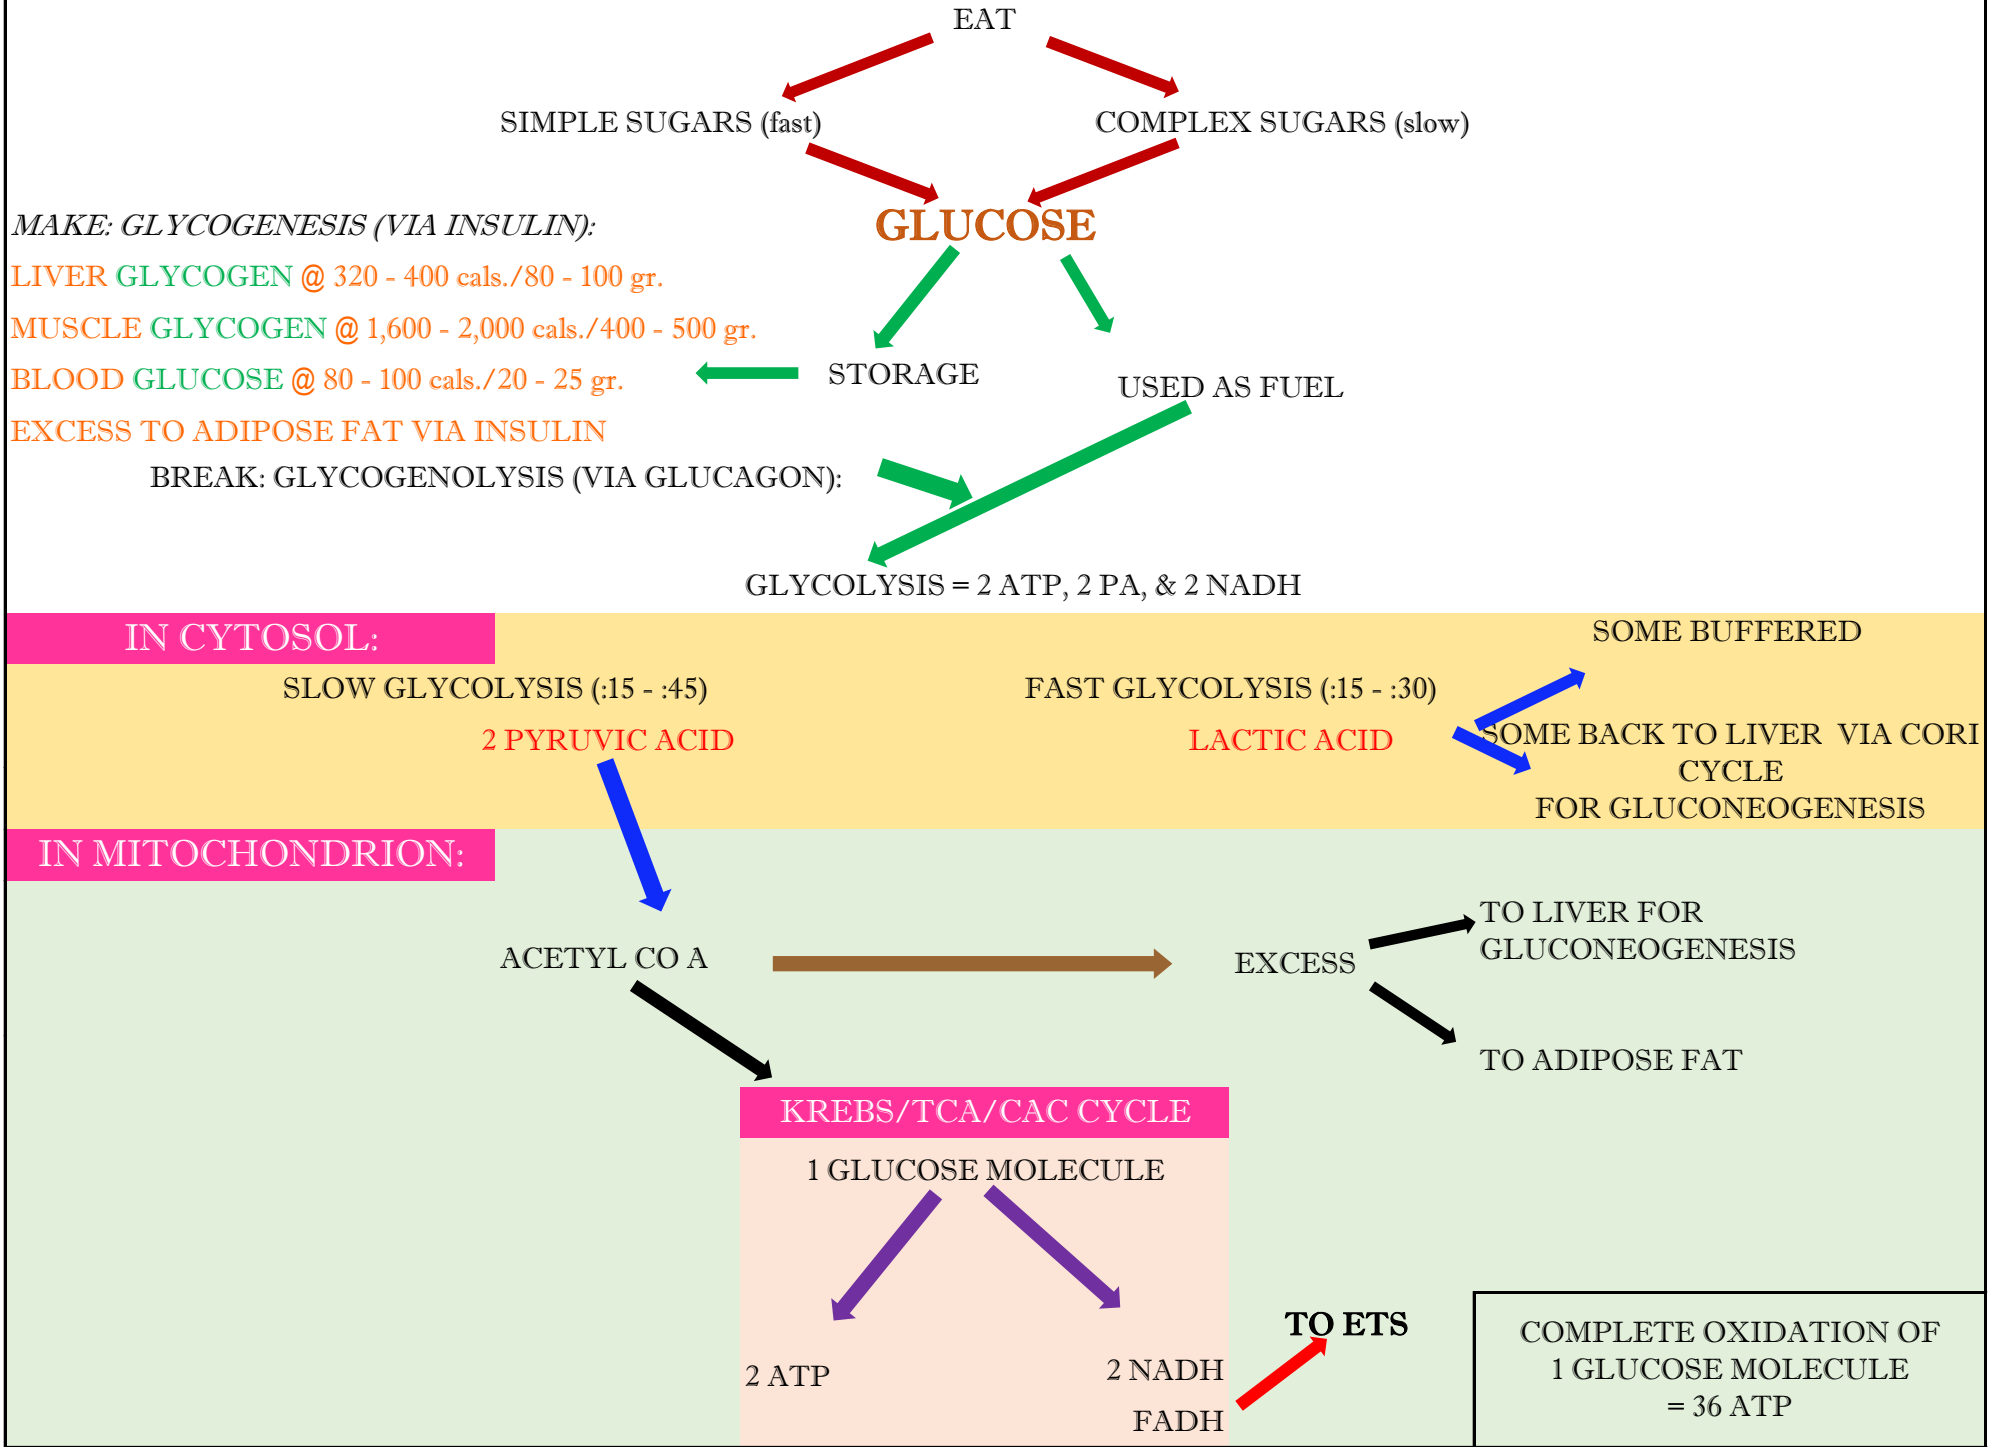 EAT
SIMPLE SUGARS (fast)
COMPLEX SUGARS (slow)
GLUCOSE
MAKE: GLYCOGENESIS (VIA INSULIN):
LIVER GLYCOGEN @ 320 - 400 cals./80 - 100 gr.
MUSCLE GLYCOGEN @ 1,600 - 2,000 cals./400 - 500 gr.
BLOOD GLUCOSE @ 80 - 100 cals./20 - 25 gr.
EXCESS TO ADIPOSE FAT VIA INSULIN
STORAGE
USED AS FUEL
BREAK: GLYCOGENOLYSIS (VIA GLUCAGON):
GLYCOLYSIS = 2 ATP, 2 PA, & 2 NADH
IN CYTOSOL:
SOME BUFFERED
SLOW GLYCOLYSIS (:15 - :45)
FAST GLYCOLYSIS (:15 - :30)
2 PYRUVIC ACID
LACTIC ACID
SOME BACK TO LIVER VIA CORI
CYCLE
FOR GLUCONEOGENESIS
IN MITOCHONDRION:
TO LIVER FOR
GLUCONEOGENESIS
ACETYL CO A
EXCESS
TO ADIPOSE FAT
KREBS/TCA/CAC CYCLE
1 GLUCOSE MOLECULE
2 ATP
2 NADH
FADH
TO ETS
COMPLETE OXIDATION OF
1 GLUCOSE MOLECULE
= 36 ATP